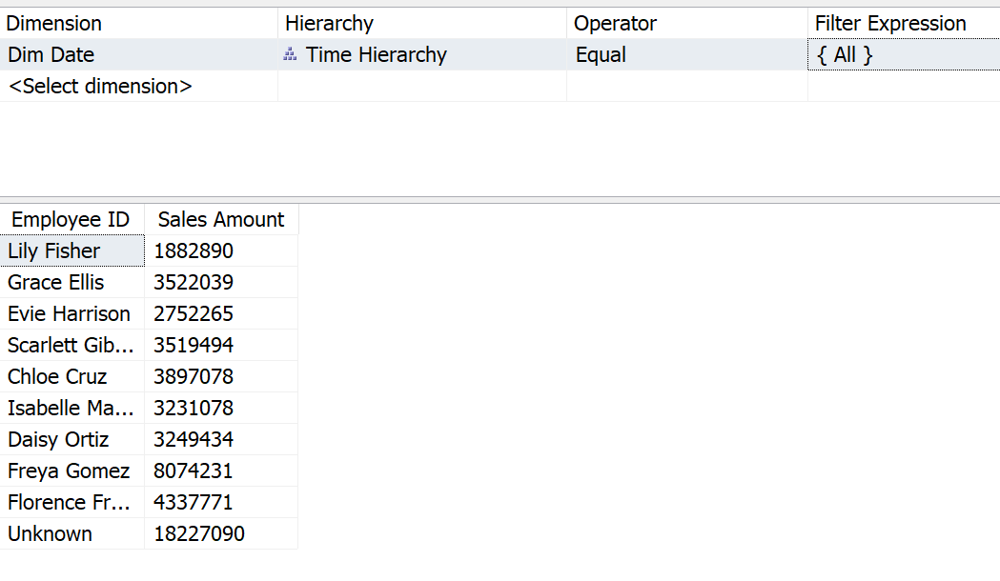 Dimension Hierarchy Operator Filter Expression
Dim Date Time Hierarchy Equal { All }
<Select dimension>
Employee ID Sales Amount
Lily Fisher 1882890
Grace Ellis 3522039
Evie Harrison 2752265
Scarlett Gib... 3519494
Chloe Cruz 3897078
Isabelle Ma... 3231078
Daisy Ortiz 3249434
Freya Gomez 8074231
Florence Fr... 4337771
Unknown 18227090